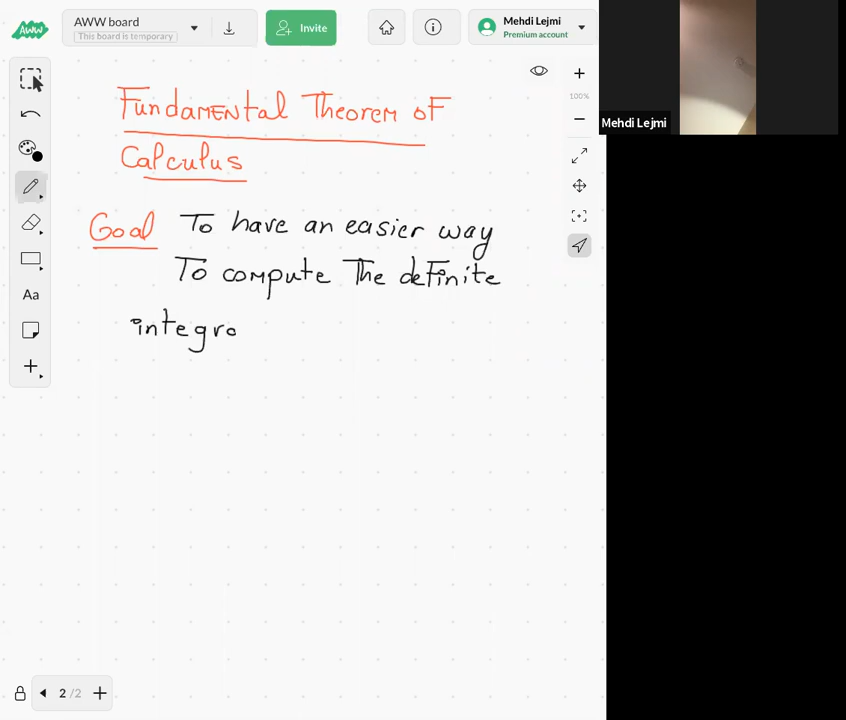 AWW
AWW board
This board is temporary
Invite
Mehdi Lejmi
Premium account
100%
Mehdi Lejmi
Fundamental Theorem of
Calculus
Goal To have an easier way
To compute The definite
integra
Aa
2 /2